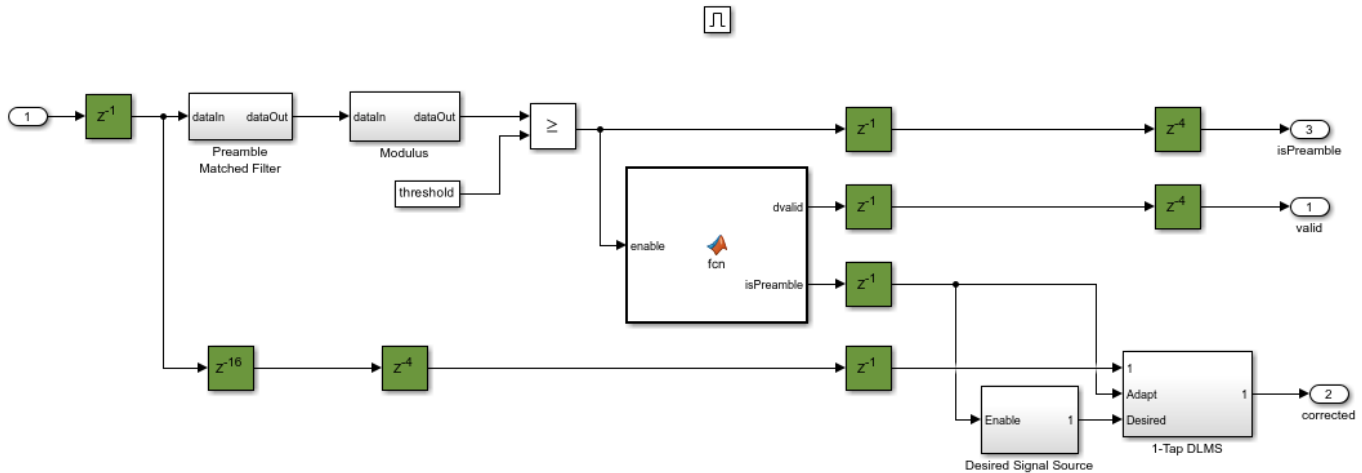 1
z-1
dataIn dataOut
Preamble
Matched Filter
dataIn dataOut
Modulus
threshold
≥
z-1
z-4
3
isPreamble
enable
fcn
dvalid
isPreamble
z-1
z-4
1
valid
z-1
z-16
z-4
z-1
Enable 1
Desired Signal Source
1
Adapt
Desired
1
1-Tap DLMS
2
corrected